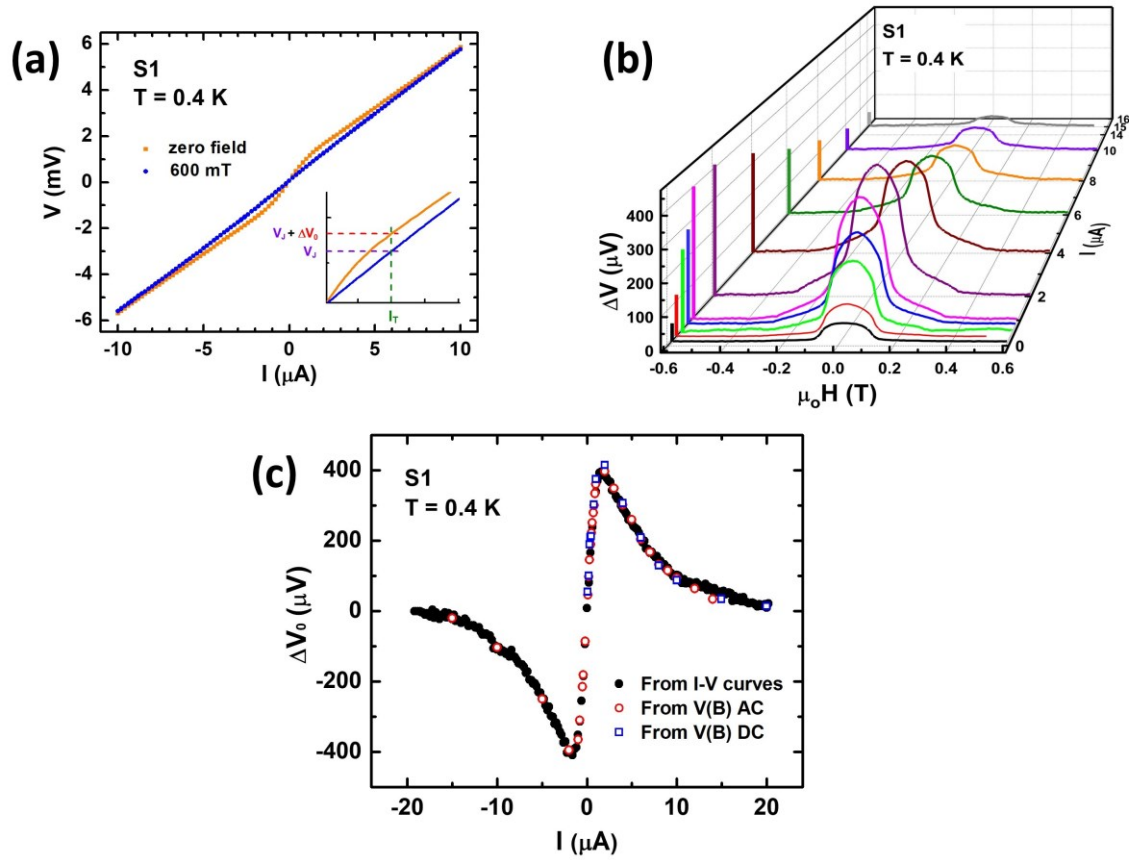 (a)
S1
T = 0.4 K
zero field
600 mT
V (mV)
6
4
2
0
-2
-4
-6
V_J + ΔV_0
V_J
I_T
-10
-5
0
5
10
I (μA)
(b)
S1
T = 0.4 K
ΔV (μV)
400
300
200
100
0
-0.6
-0.4
-0.2
0.0
0.2
0.4
0.6
μ_oH (T)
16
14
10
8
6
4
2
0
I (μA)
(c)
S1
T = 0.4 K
ΔV_0 (μV)
400
200
0
-200
-400
From I-V curves
From V(B) AC
From V(B) DC
-20
-10
0
10
20
I (μA)